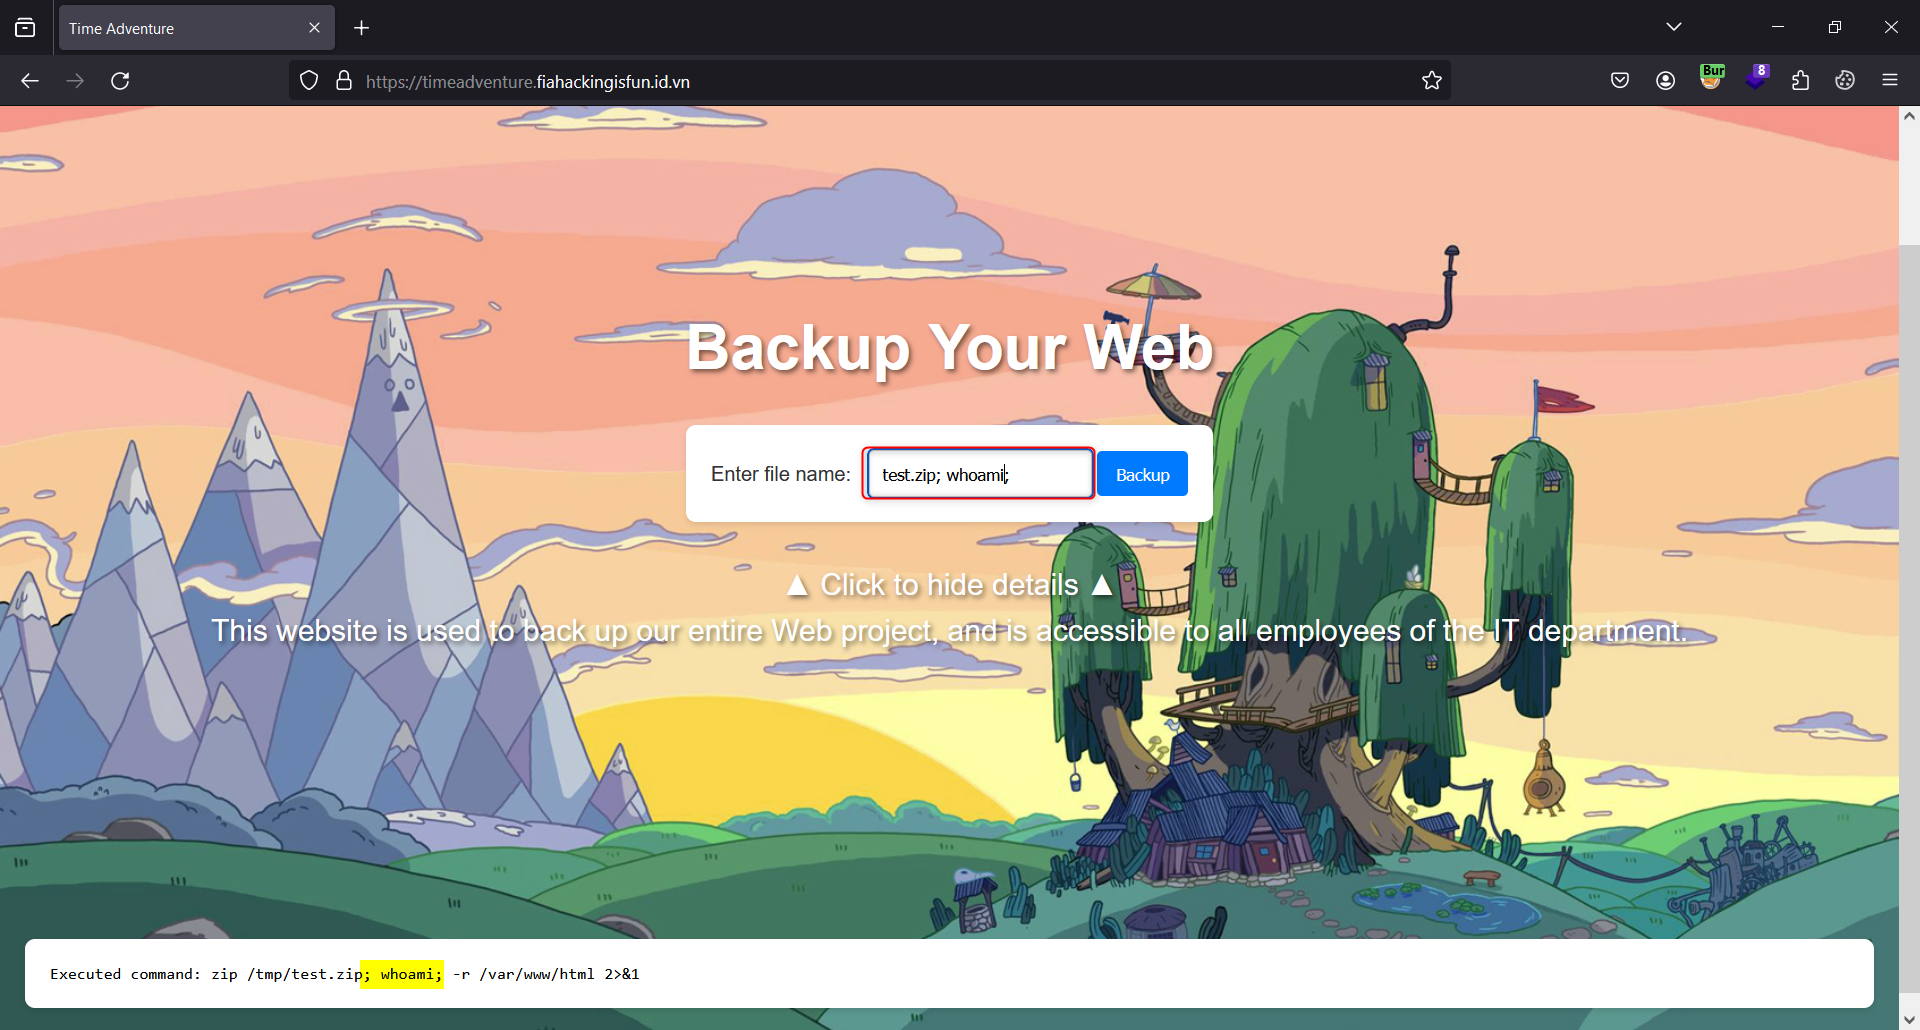 Time Adventure
https://timeadventure.fiahackingisfun.id.vn
Bur
8
Backup Your Web
Enter file name: test.zip; whoami; Backup
▲ Click to hide details ▲
This website is used to back up our entire Web project, and is accessible to all employees of the IT department.
Executed command: zip /tmp/test.zip; whoami; -r /var/www/html 2>&1